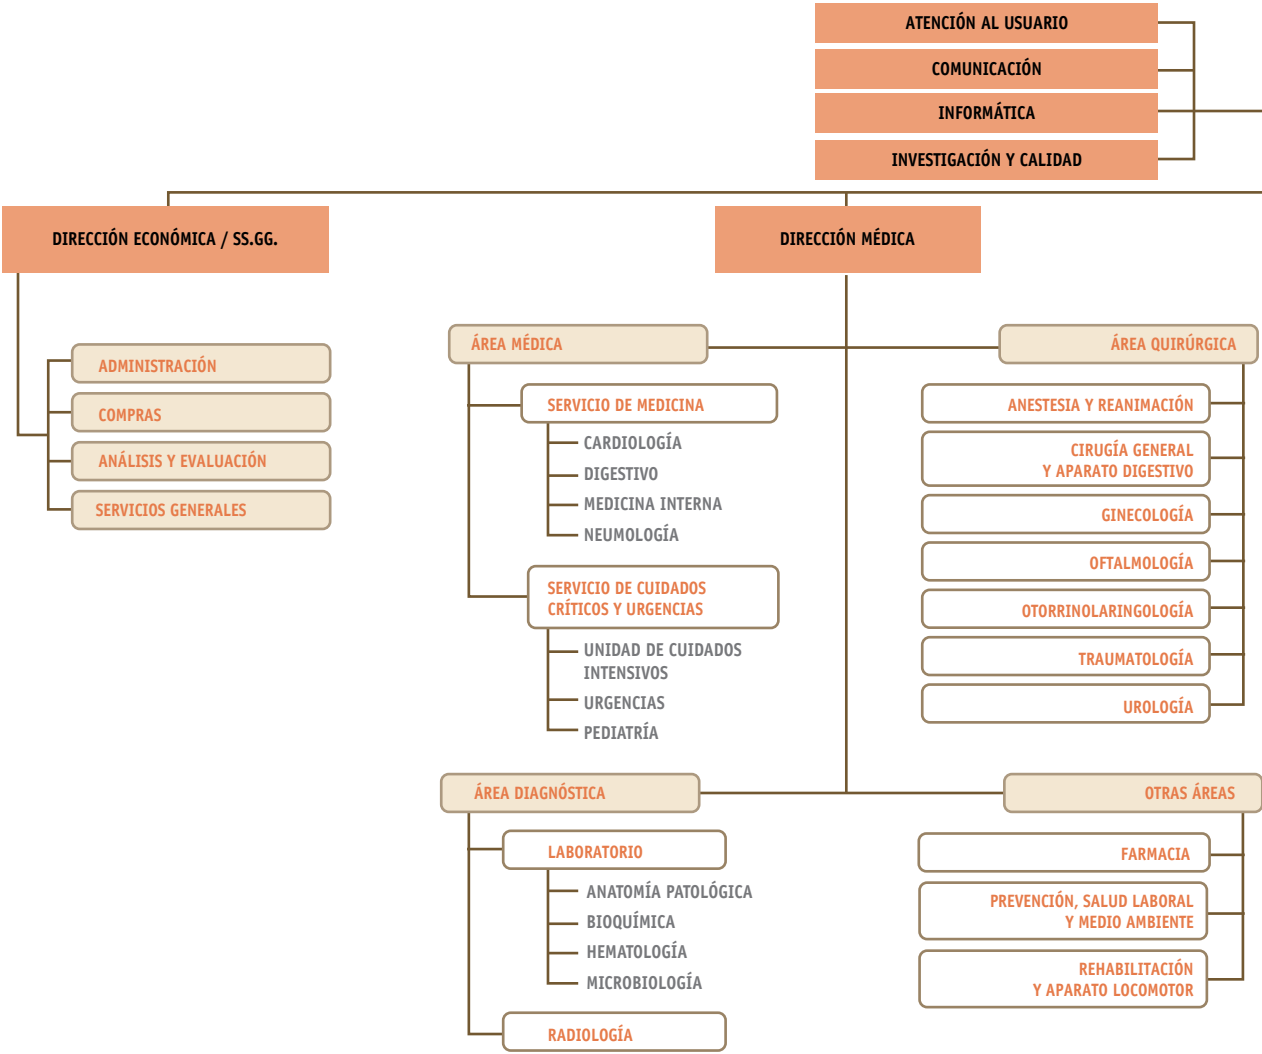 ATENCIÓN AL USUARIO
COMUNICACIÓN
INFORMÁTICA
INVESTIGACIÓN Y CALIDAD
DIRECCIÓN ECONÓMICA / SS.GG.
DIRECCIÓN MÉDICA
ADMINISTRACIÓN
COMPRAS
ANÁLISIS Y EVALUACIÓN
SERVICIOS GENERALES
ÁREA MÉDICA
SERVICIO DE MEDICINA
CARDIOLOGÍA
DIGESTIVO
MEDICINA INTERNA
NEUMOLOGÍA
SERVICIO DE CUIDADOS
CRÍTICOS Y URGENCIAS
UNIDAD DE CUIDADOS
INTENSIVOS
URGENCIAS
PEDIATRÍA
ÁREA QUIRÚRGICA
ANESTESIA Y REANIMACIÓN
CIRUGÍA GENERAL
Y APARATO DIGESTIVO
GINECOLOGÍA
OFTALMOLOGÍA
OTORRINOLARINGOLOGÍA
TRAUMATOLOGÍA
UROLOGÍA
ÁREA DIAGNÓSTICA
LABORATORIO
ANATOMÍA PATOLÓGICA
BIOQUÍMICA
HEMATOLOGÍA
MICROBIOLOGÍA
RADIOLOGÍA
OTRAS ÁREAS
FARMACIA
PREVENCIÓN, SALUD LABORAL
Y MEDIO AMBIENTE
REHABILITACIÓN
Y APARATO LOCOMOTOR